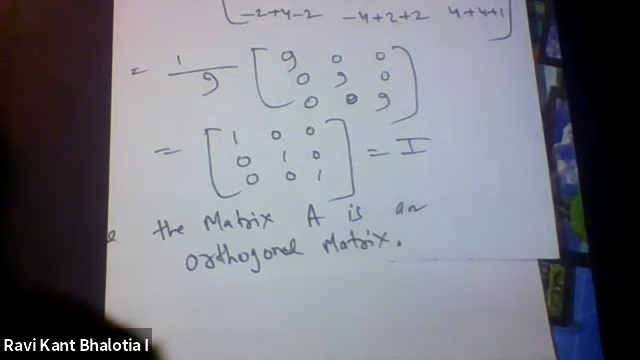 -2+4-2 -4+2+2 4+4+1
= 1/9 [ 9 0 0
0 9 0
0 0 9 ]
= [ 1 0 0
0 1 0
0 0 1 ] = I
the Matrix A is an
orthogonal Matrix.
Ravi Kant Bhalotia I